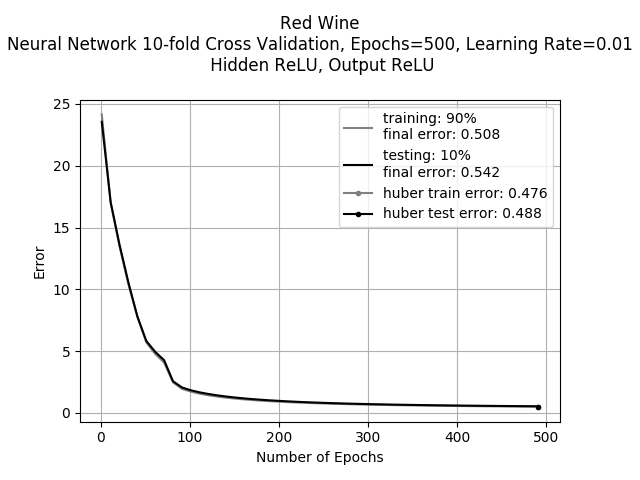 Red Wine
Neural Network 10-fold Cross Validation, Epochs=500, Learning Rate=0.01
Hidden ReLU, Output ReLU
25
20
15
10
5
0
Error
training: 90%
final error: 0.508
testing: 10%
final error: 0.542
huber train error: 0.476
huber test error: 0.488
0 100 200 300 400 500
Number of Epochs